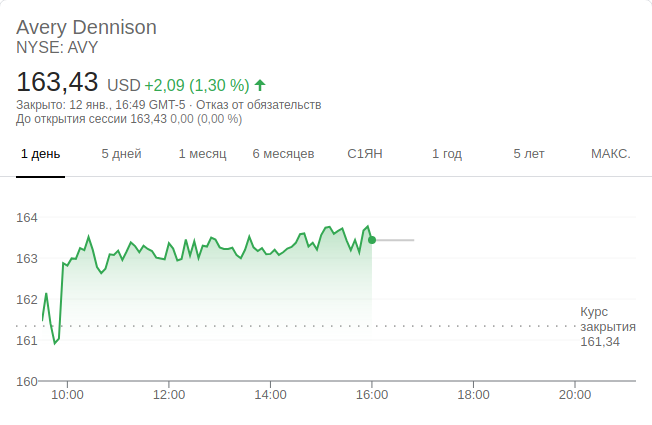 Avery Dennison
NYSE: AVY
163,43 USD +2,09 (1,30 %)
Закрыто: 12 янв., 16:49 GMT-5 · Отказ от обязательств
До открытия сессии 163,43 0,00 (0,00 %)
1 день 5 дней 1 месяц 6 месяцев С1ЯН 1 год 5 лет МАКС.
164
163
162
Курс
закрытия
161,34
161
160
10:00 12:00 14:00 16:00 18:00 20:00